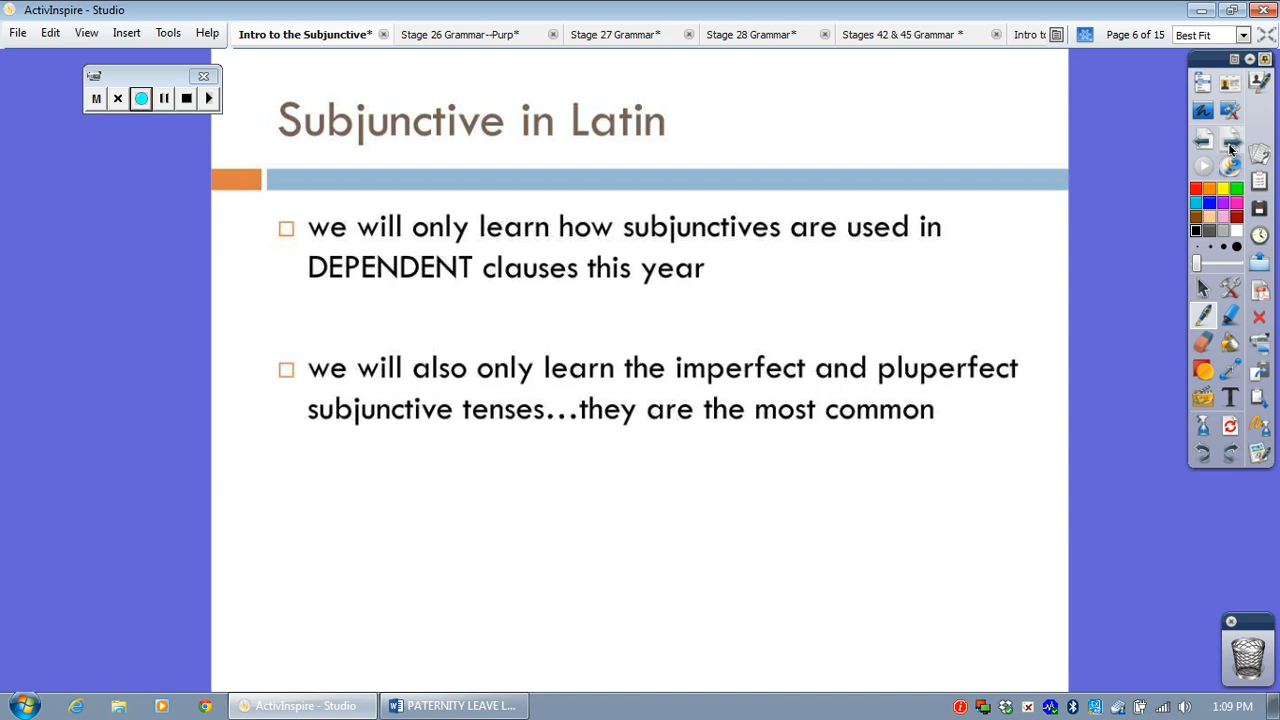 ActivInspire - Studio
File Edit View Insert Tools Help
Intro to the Subjunctive* Stage 26 Grammar--Purp* Stage 27 Grammar* Stage 28 Grammar* Stages 42 & 45 Grammar * Intro to Page 6 of 15 Best Fit
M
Subjunctive in Latin
we will only learn how subjunctives are used in
DEPENDENT clauses this year
we will also only learn the imperfect and pluperfect
subjunctive tenses...they are the most common
T
ActivInspire - Studio PATERNITY LEAVE L... 1:09 PM